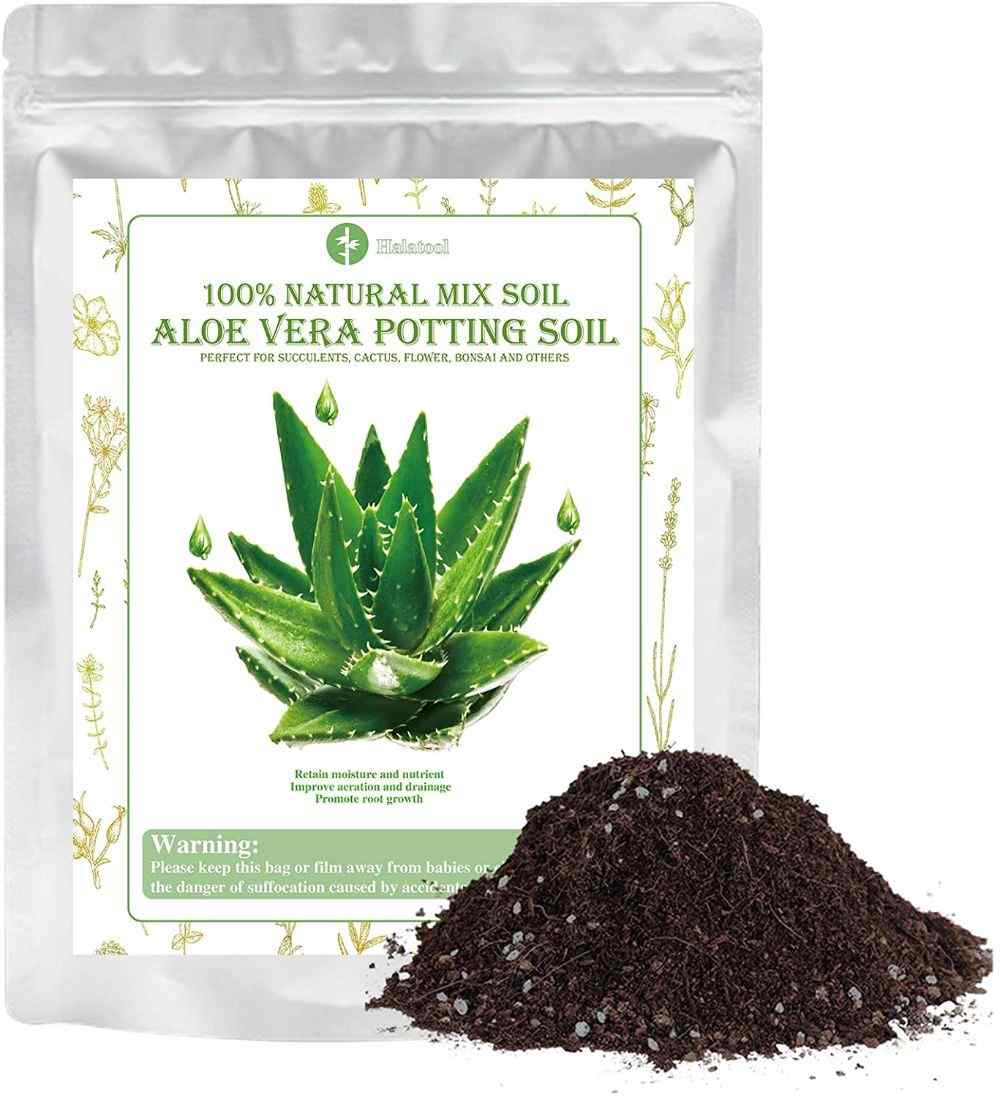 Halatool
100% NATURAL MIX SOIL
ALOE VERA POTTING SOIL
PERFECT FOR SUCCULENTS, CACTUS, FLOWER, BONSAI AND OTHERS
Retain moisture and nutrient
Improve aeration and drainage
Promote root growth
Warning:
Please keep this bag or film away from babies or
the danger of suffocation caused by